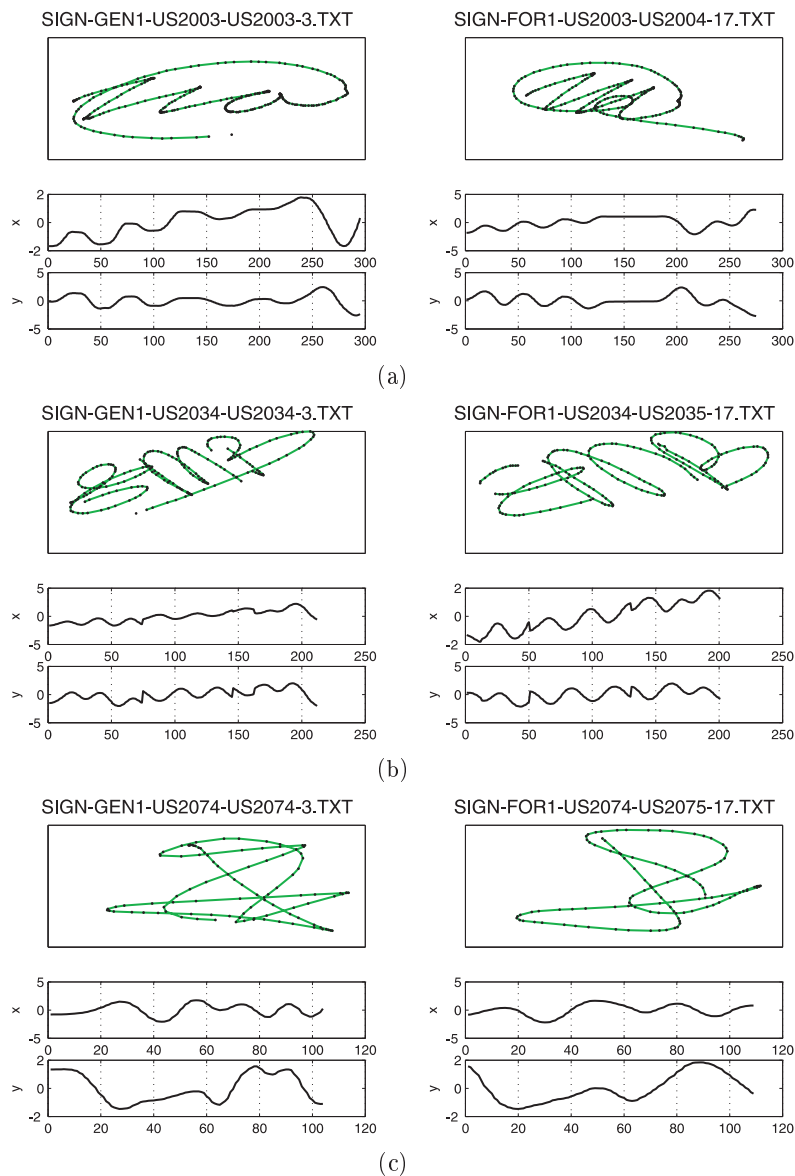 SIGN-GEN1-US2003-US2003-3.TXT SIGN-FOR1-US2003-US2004-17.TXT
x 2 0 -2 0 50 100 150 200 250 300
x 5 0 -5 0 50 100 150 200 250 300
y 5 0 -5 0 50 100 150 200 250 300
y 5 0 -5 0 50 100 150 200 250 300
(a)
SIGN-GEN1-US2034-US2034-3.TXT SIGN-FOR1-US2034-US2035-17.TXT
x 5 0 -5 0 50 100 150 200 250
x 2 0 -2 0 50 100 150 200 250
y 5 0 -5 0 50 100 150 200 250
y 5 0 -5 0 50 100 150 200 250
(b)
SIGN-GEN1-US2074-US2074-3.TXT SIGN-FOR1-US2074-US2075-17.TXT
x 5 0 -5 0 20 40 60 80 100 120
x 5 0 -5 0 20 40 60 80 100 120
y 2 0 -2 0 20 40 60 80 100 120
y 2 0 -2 0 20 40 60 80 100 120
(c)